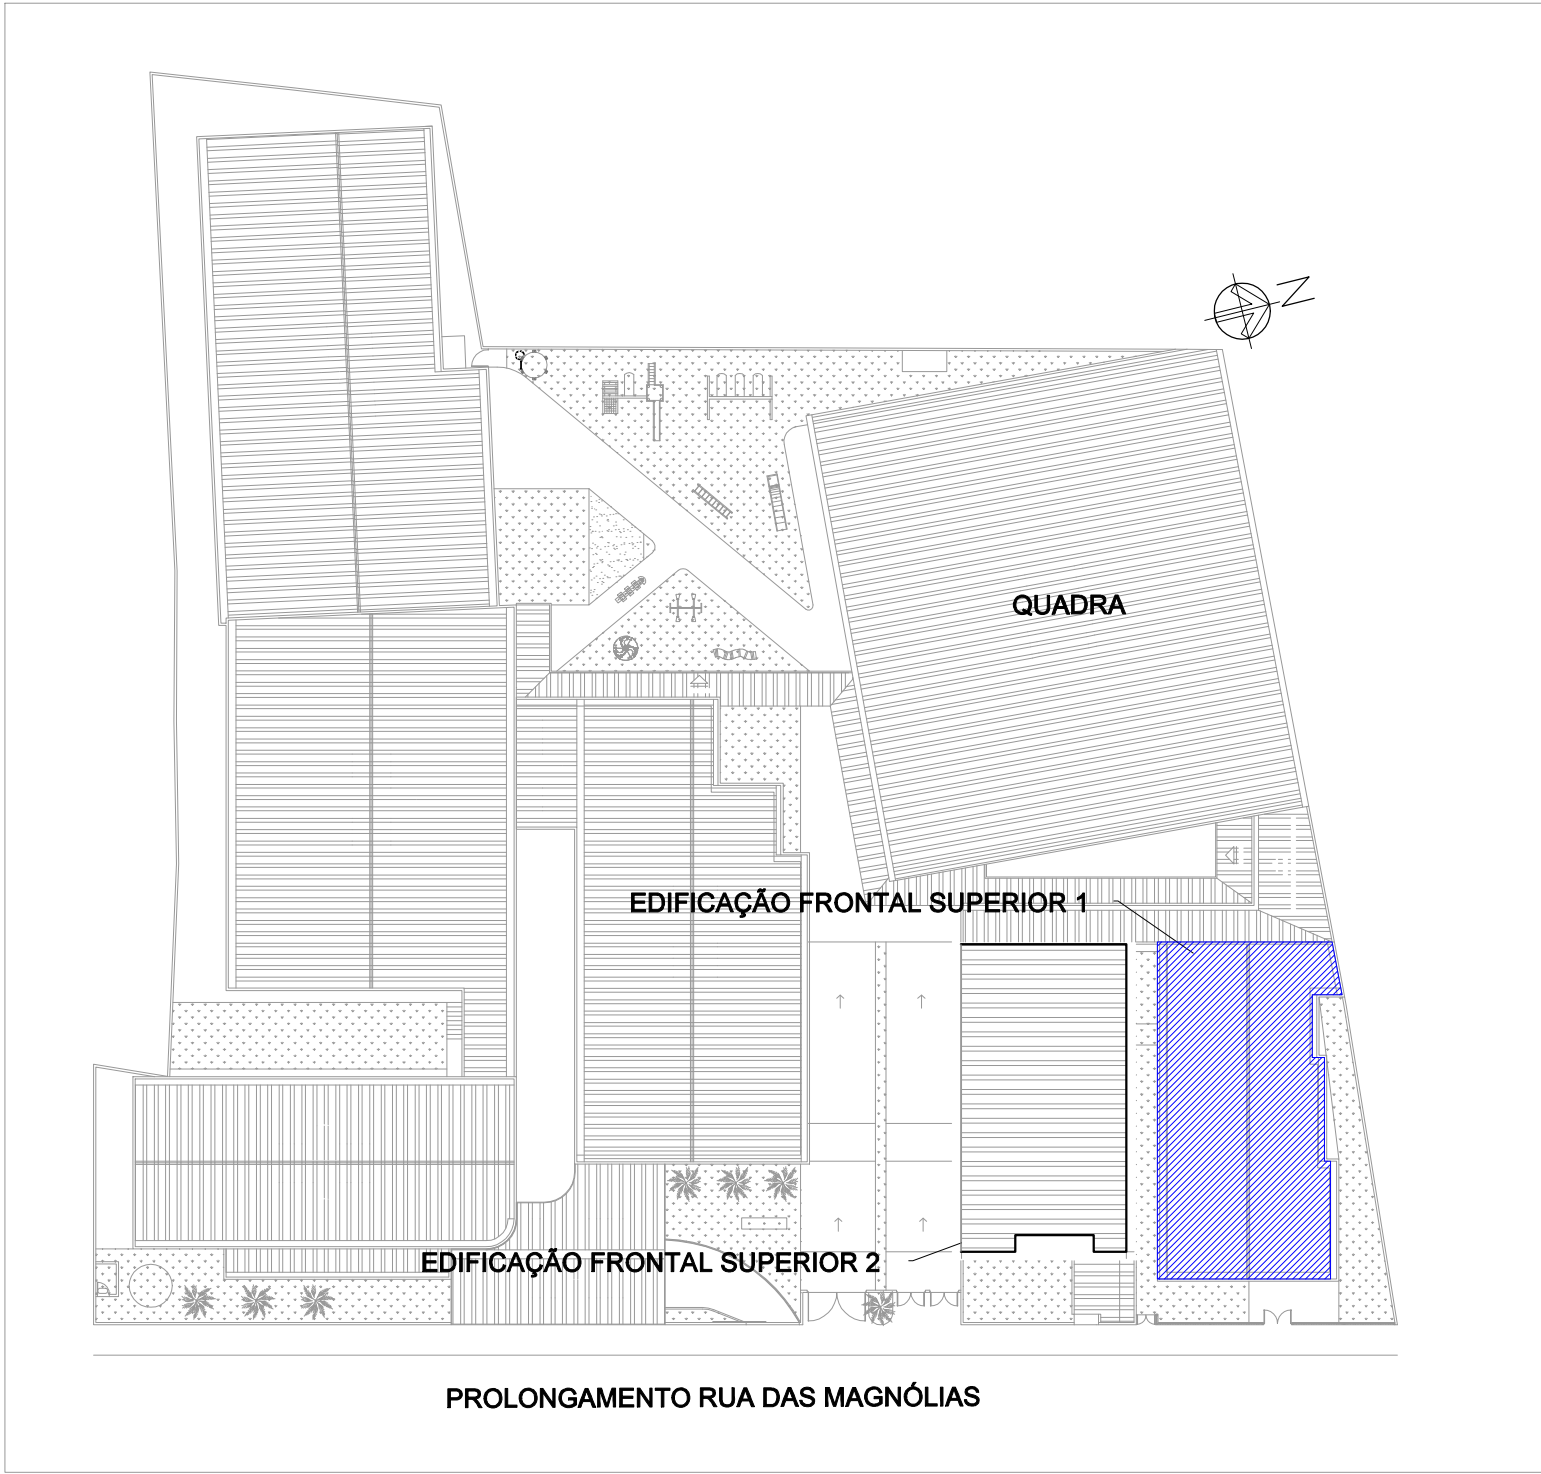 N
QUADRA
EDIFICAÇÃO FRONTAL SUPERIOR 1
EDIFICAÇÃO FRONTAL SUPERIOR 2
PROLONGAMENTO RUA DAS MAGNÓLIAS